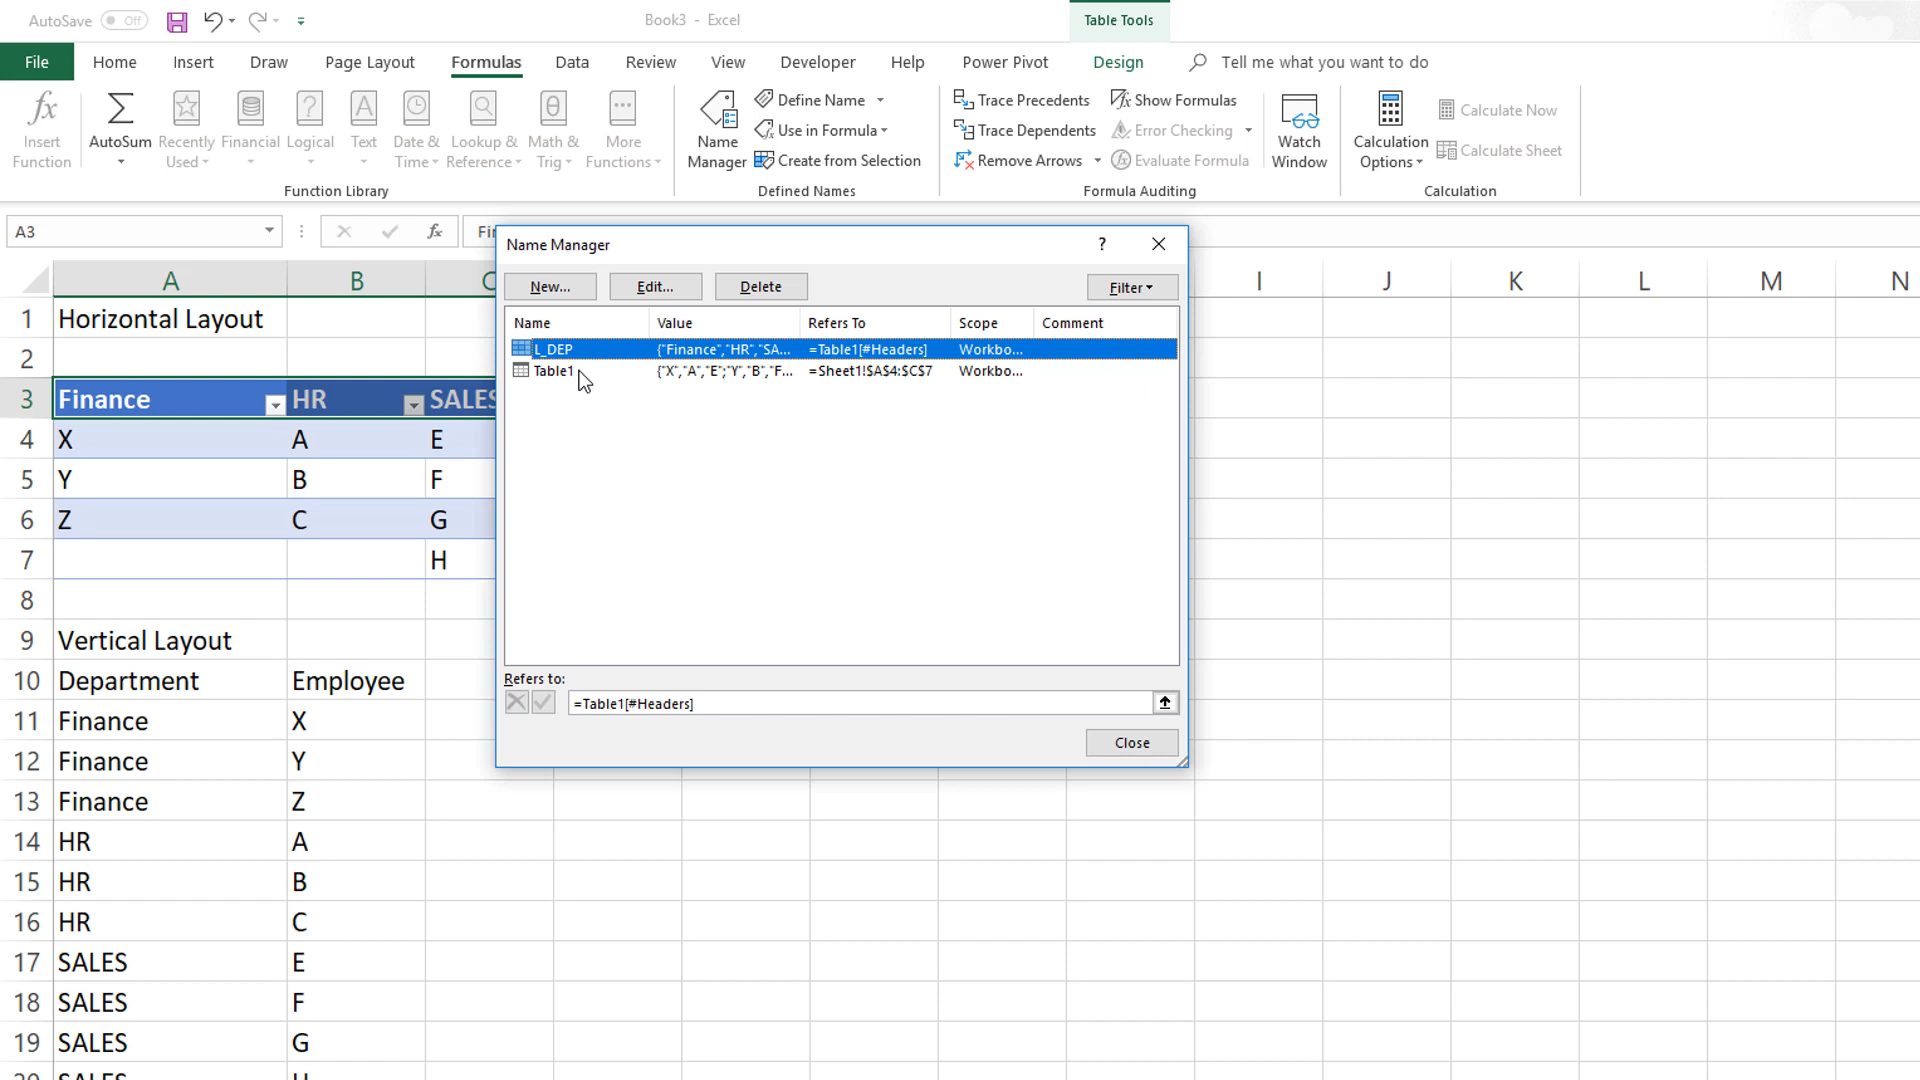 AutoSave Off Book3 - Excel Table Tools
File Home Insert Draw Page Layout Formulas Data Review View Developer Help Power Pivot Design Tell me what you want to do
Insert Function
AutoSum
Recently Used
Financial
Logical
Text
Date & Time
Lookup & Reference
Math & Trig
More Functions
Function Library
Name Manager
Define Name
Use in Formula
Create from Selection
Defined Names
Trace Precedents
Trace Dependents
Remove Arrows
Show Formulas
Error Checking
Evaluate Formula
Formula Auditing
Watch Window
Calculation Options
Calculate Now
Calculate Sheet
Calculation
A3 fx Fi
A B C I J K L M N
1 Horizontal Layout
2
3 Finance HR SALES
4 X A E
5 Y B F
6 Z C G
7 H
8
9 Vertical Layout
10 Department Employee
11 Finance X
12 Finance Y
13 Finance Z
14 HR A
15 HR B
16 HR C
17 SALES E
18 SALES F
19 SALES G
Name Manager ?
New... Edit... Delete Filter
Name Value Refers To Scope Comment
L_DEP {"Finance","HR","SA... =Table1[#Headers] Workbo...
Table1 {"X","A","E";"Y","B","F... =Sheet1!$A$4:$C$7 Workbo...
Refers to:
=Table1[#Headers]
Close